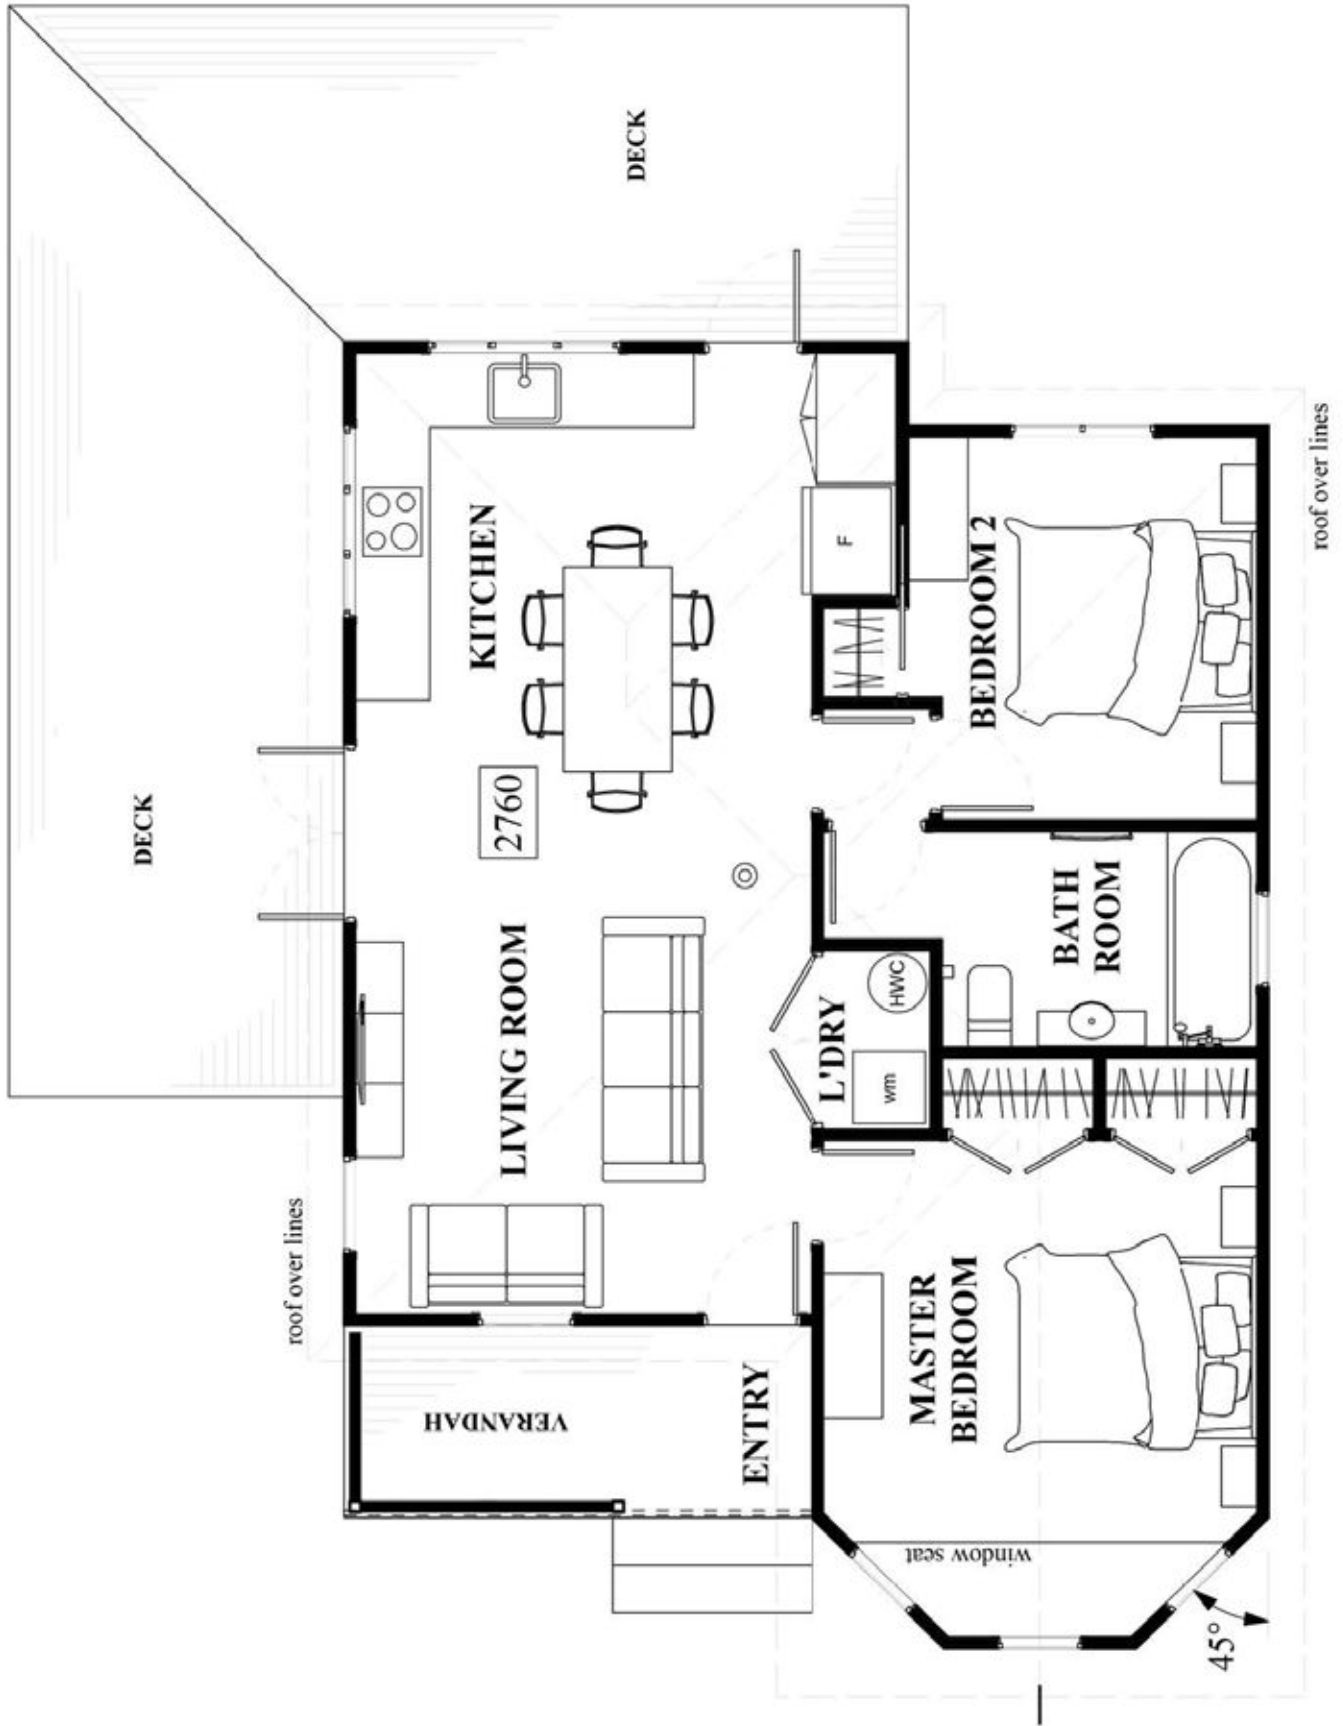 DECK
DECK
KITCHEN
F
BEDROOM 2
roof over lines
2760
LIVING ROOM
BATH
ROOM
HWC
L'DRY
wm
roof over lines
MASTER
BEDROOM
VERANDAH
ENTRY
window seat
45°